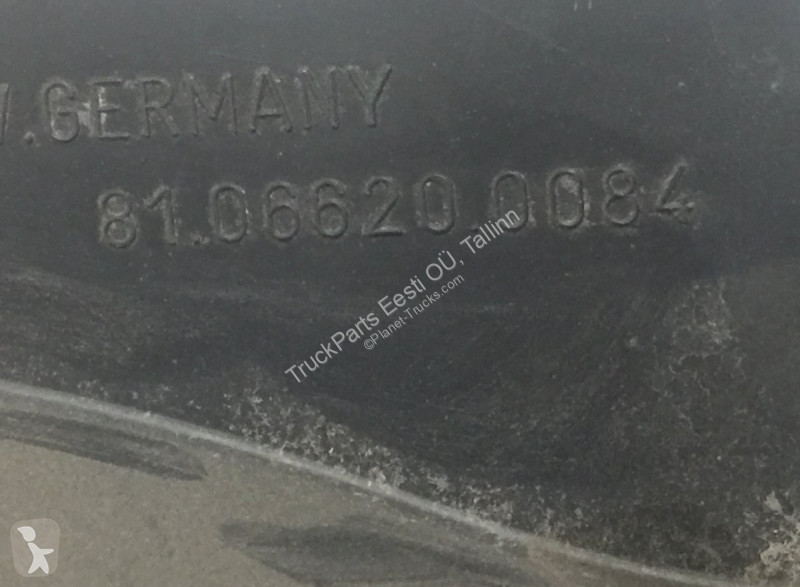 W.GERMANY
81.06620.0084
TruckParts Eesti OÜ, Tallinn
©Planet-Trucks.com